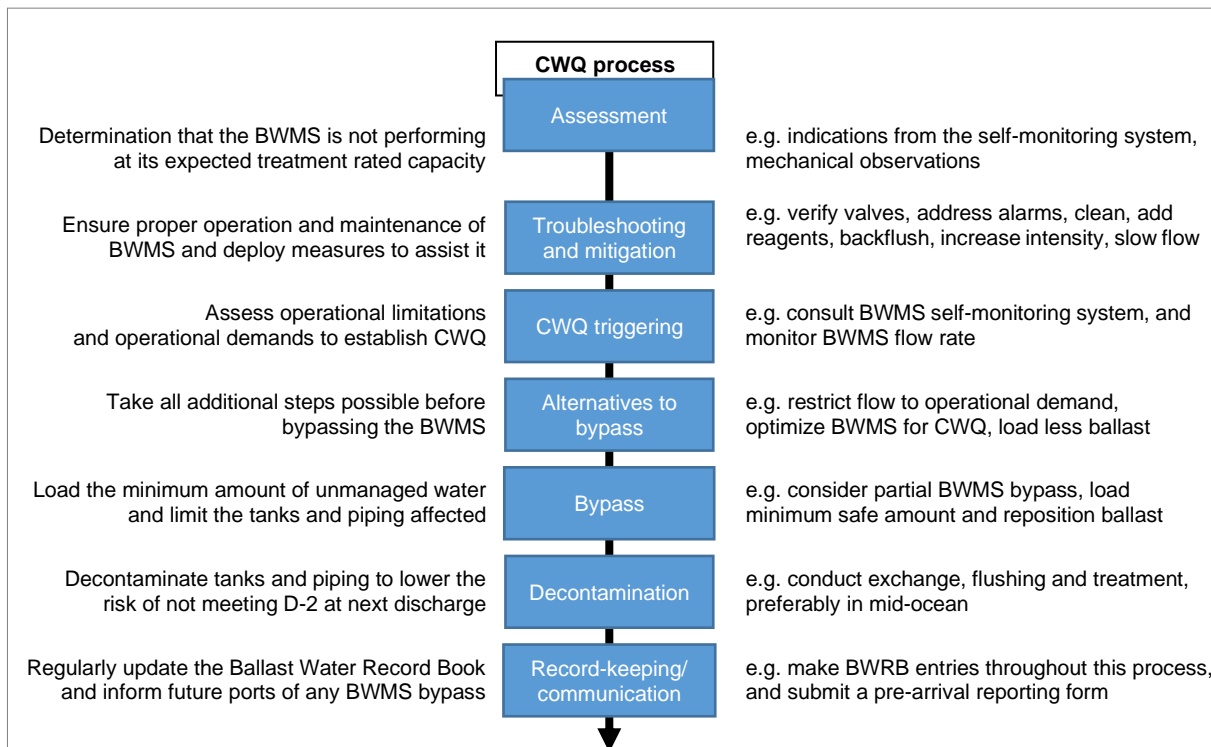 CWQ process
Assessment
Determination that the BWMS is not performing
at its expected treatment rated capacity
e.g. indications from the self-monitoring system,
mechanical observations
Ensure proper operation and maintenance of
BWMS and deploy measures to assist it
Troubleshooting
and mitigation
e.g. verify valves, address alarms, clean, add
reagents, backflush, increase intensity, slow flow
Assess operational limitations
and operational demands to establish CWQ
CWQ triggering
e.g. consult BWMS self-monitoring system, and
monitor BWMS flow rate
Take all additional steps possible before
bypassing the BWMS
Alternatives to
bypass
e.g. restrict flow to operational demand,
optimize BWMS for CWQ, load less ballast
Load the minimum amount of unmanaged water
and limit the tanks and piping affected
Bypass
e.g. consider partial BWMS bypass, load
minimum safe amount and reposition ballast
Decontaminate tanks and piping to lower the
risk of not meeting D-2 at next discharge
Decontamination
e.g. conduct exchange, flushing and treatment,
preferably in mid-ocean
Regularly update the Ballast Water Record Book
and inform future ports of any BWMS bypass
Record-keeping/
communication
e.g. make BWRB entries throughout this process,
and submit a pre-arrival reporting form